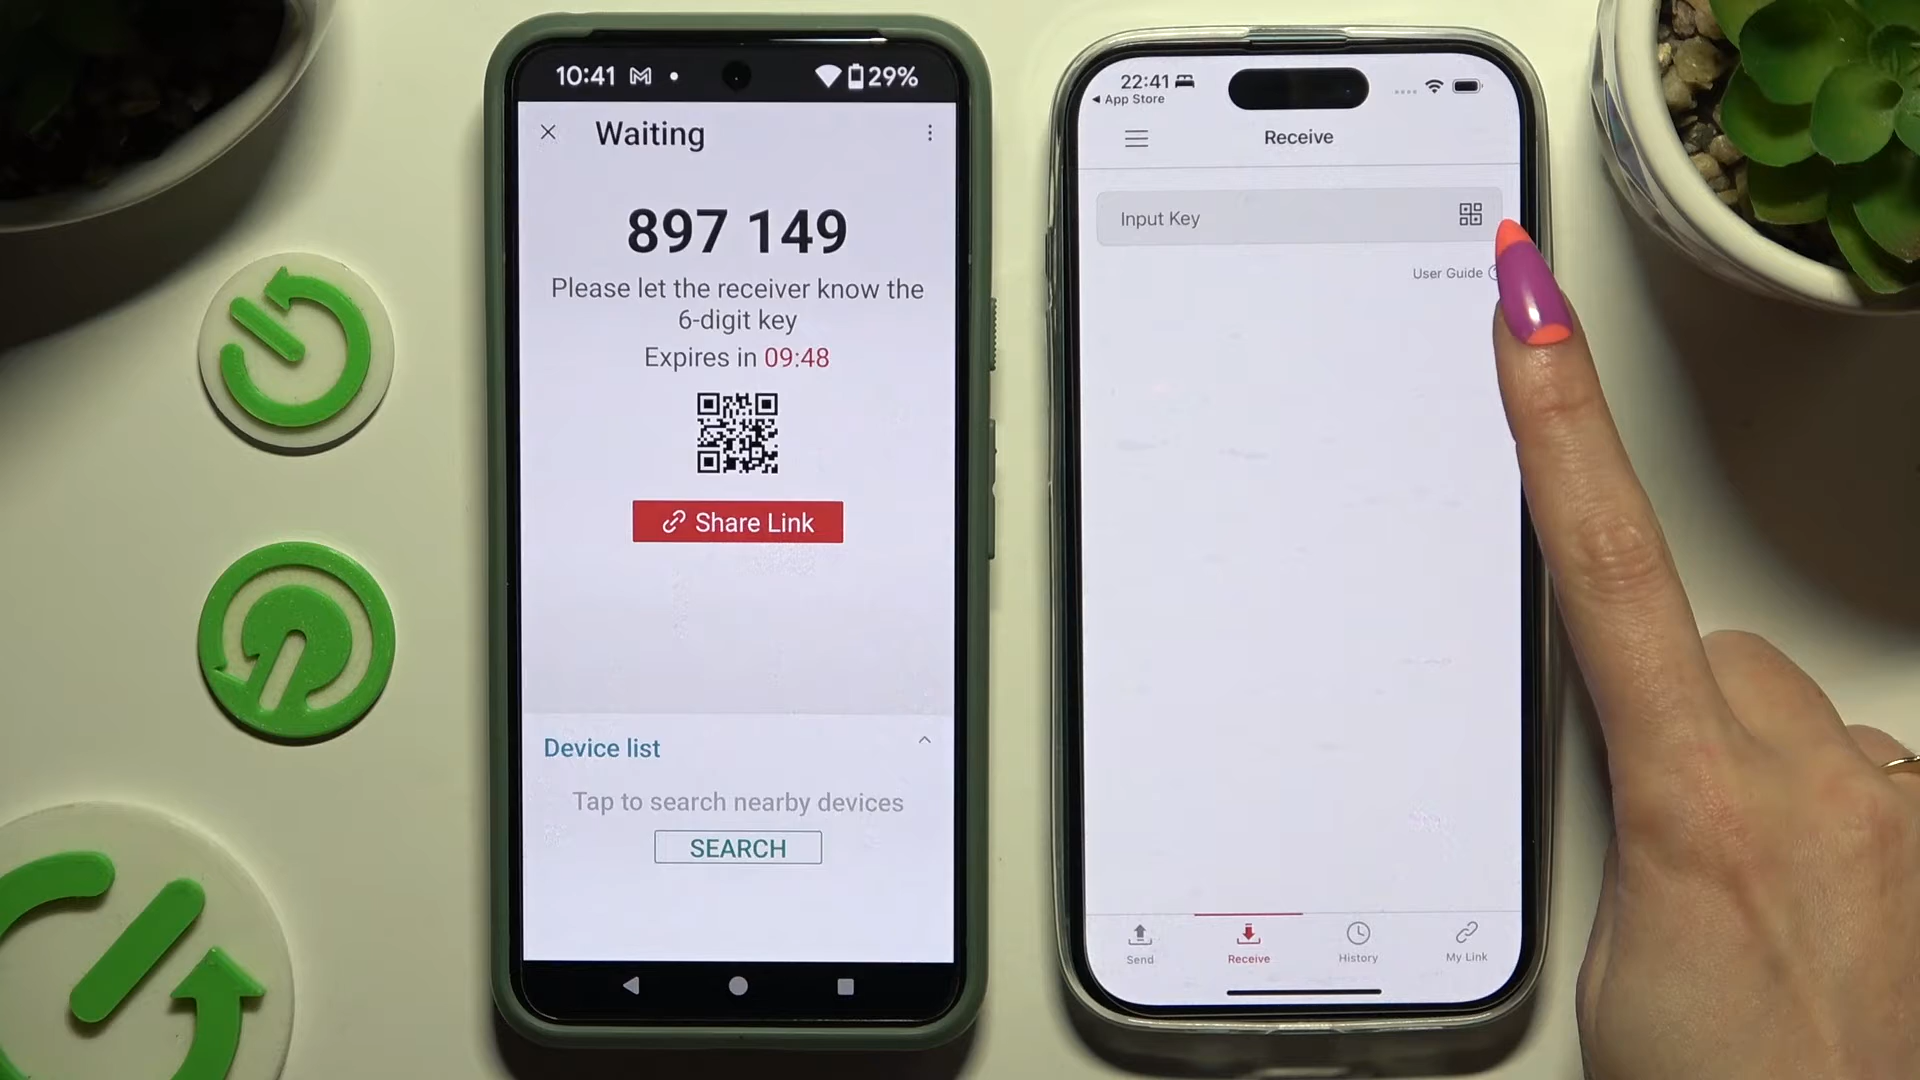 10:41
29%
Waiting
897 149
Please let the receiver know the
6-digit key
Expires in 09:48
Share Link
Device list
Tap to search nearby devices
SEARCH
22:41
App Store
Receive
Input Key
User Guide
Send
Receive
History
My Link